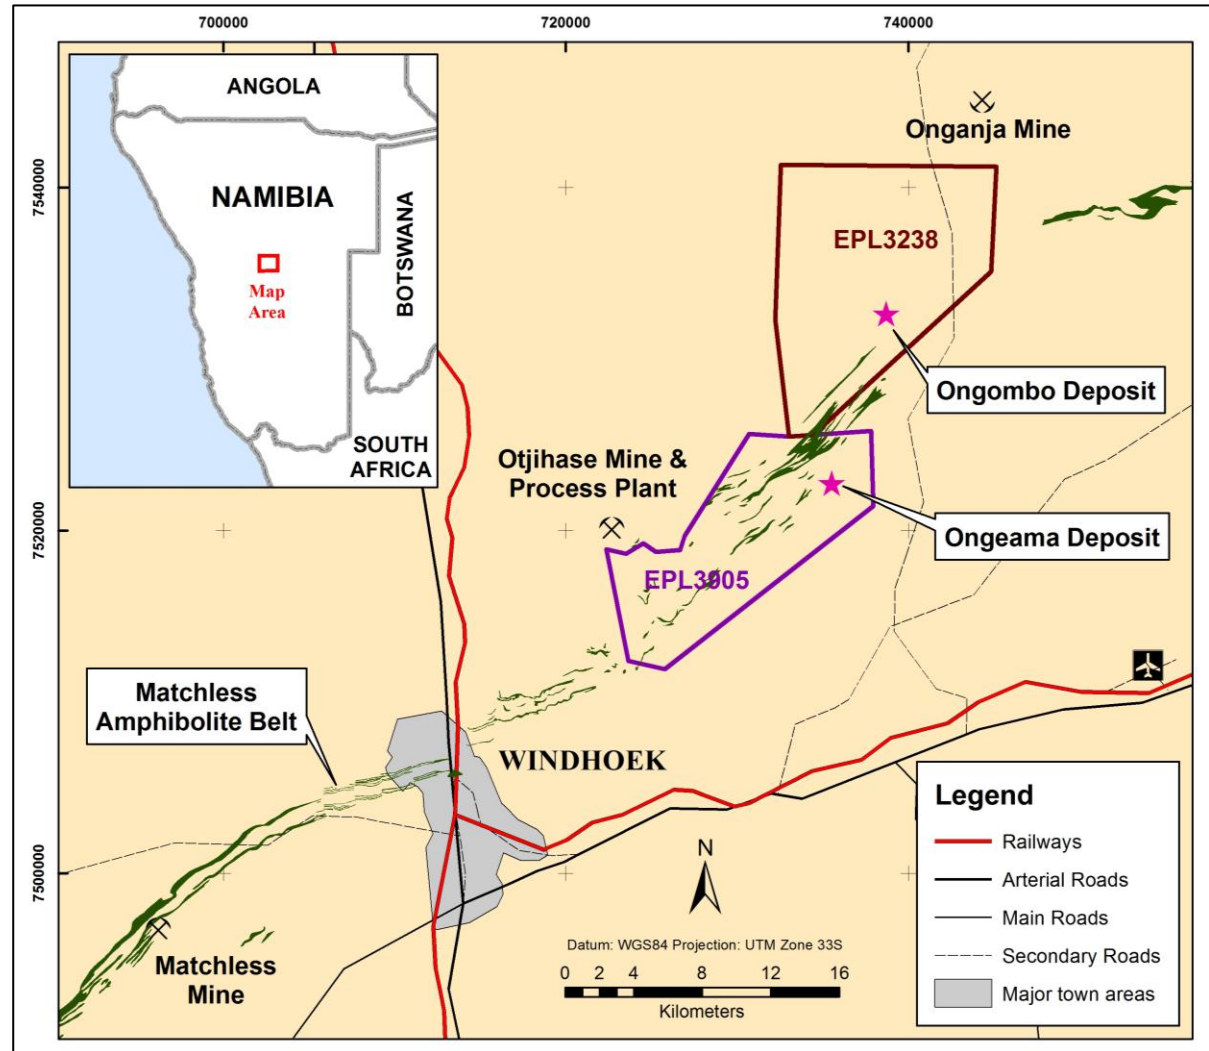 700000
720000
740000
7540000
7520000
7500000
ANGOLA
NAMIBIA
BOTSWANA
Map
Area
SOUTH
AFRICA
Onganja Mine
EPL3238
Ongombo Deposit
Otjihase Mine &
Process Plant
Ongeama Deposit
EPL3905
Matchless
Amphibolite Belt
WINDHOEK
Matchless
Mine
N
Datum: WGS84 Projection: UTM Zone 33S
0 2 4 8 12 16
Kilometers
Legend
Railways
Arterial Roads
Main Roads
Secondary Roads
Major town areas